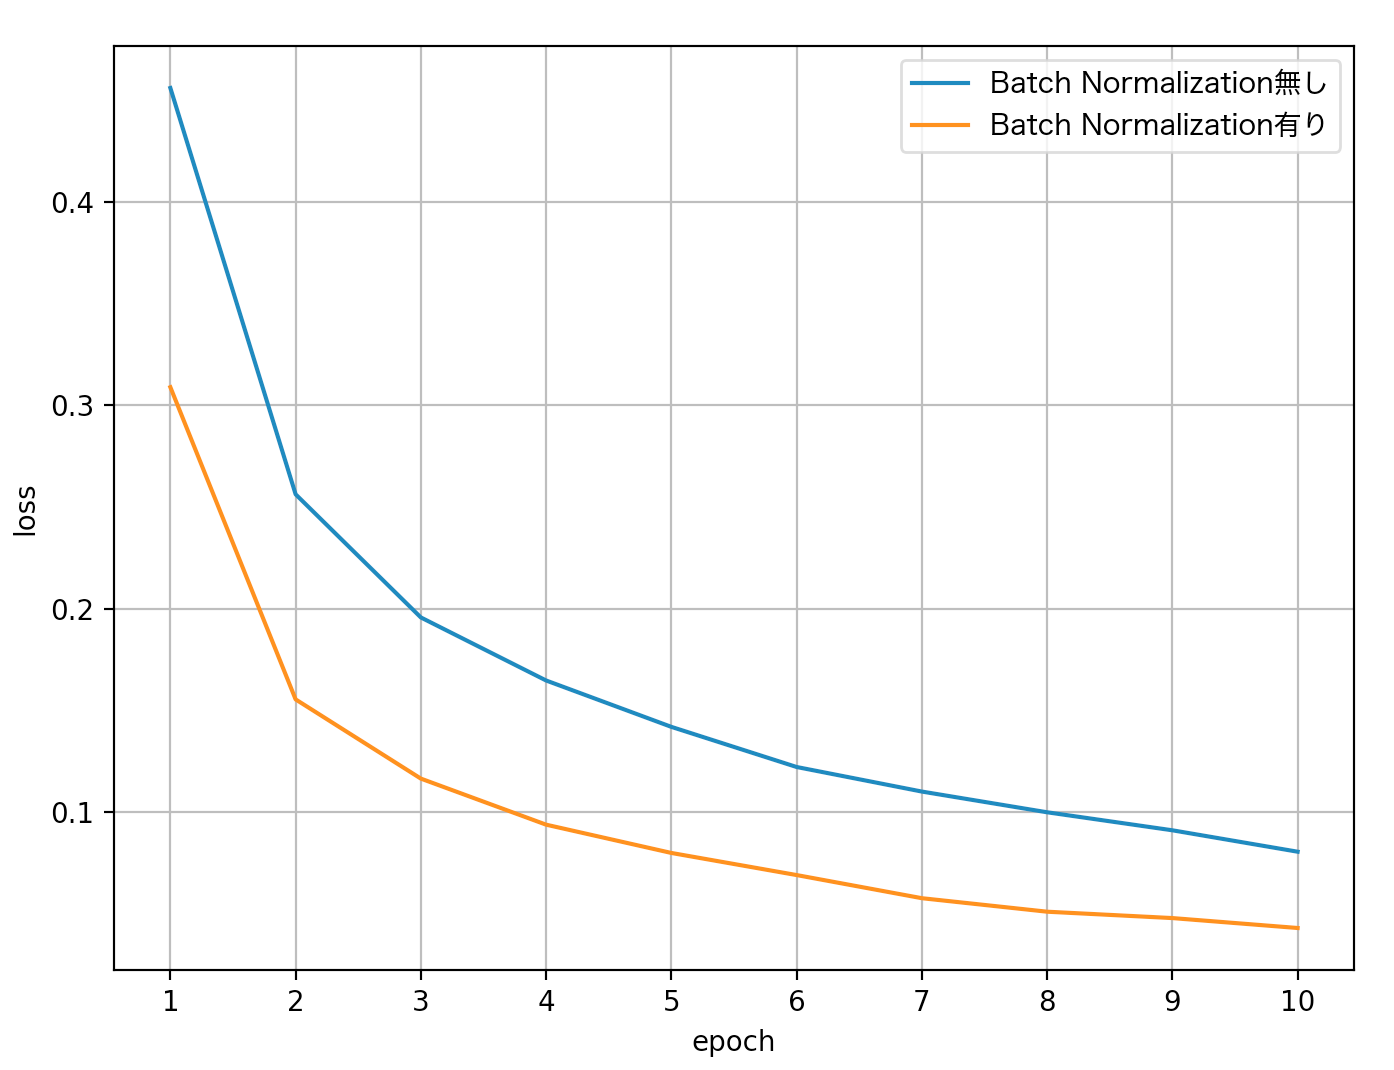 Batch Normalization無し
Batch Normalization有り
0.4
0.3
0.2
0.1
loss
1 2 3 4 5 6 7 8 9 10
epoch